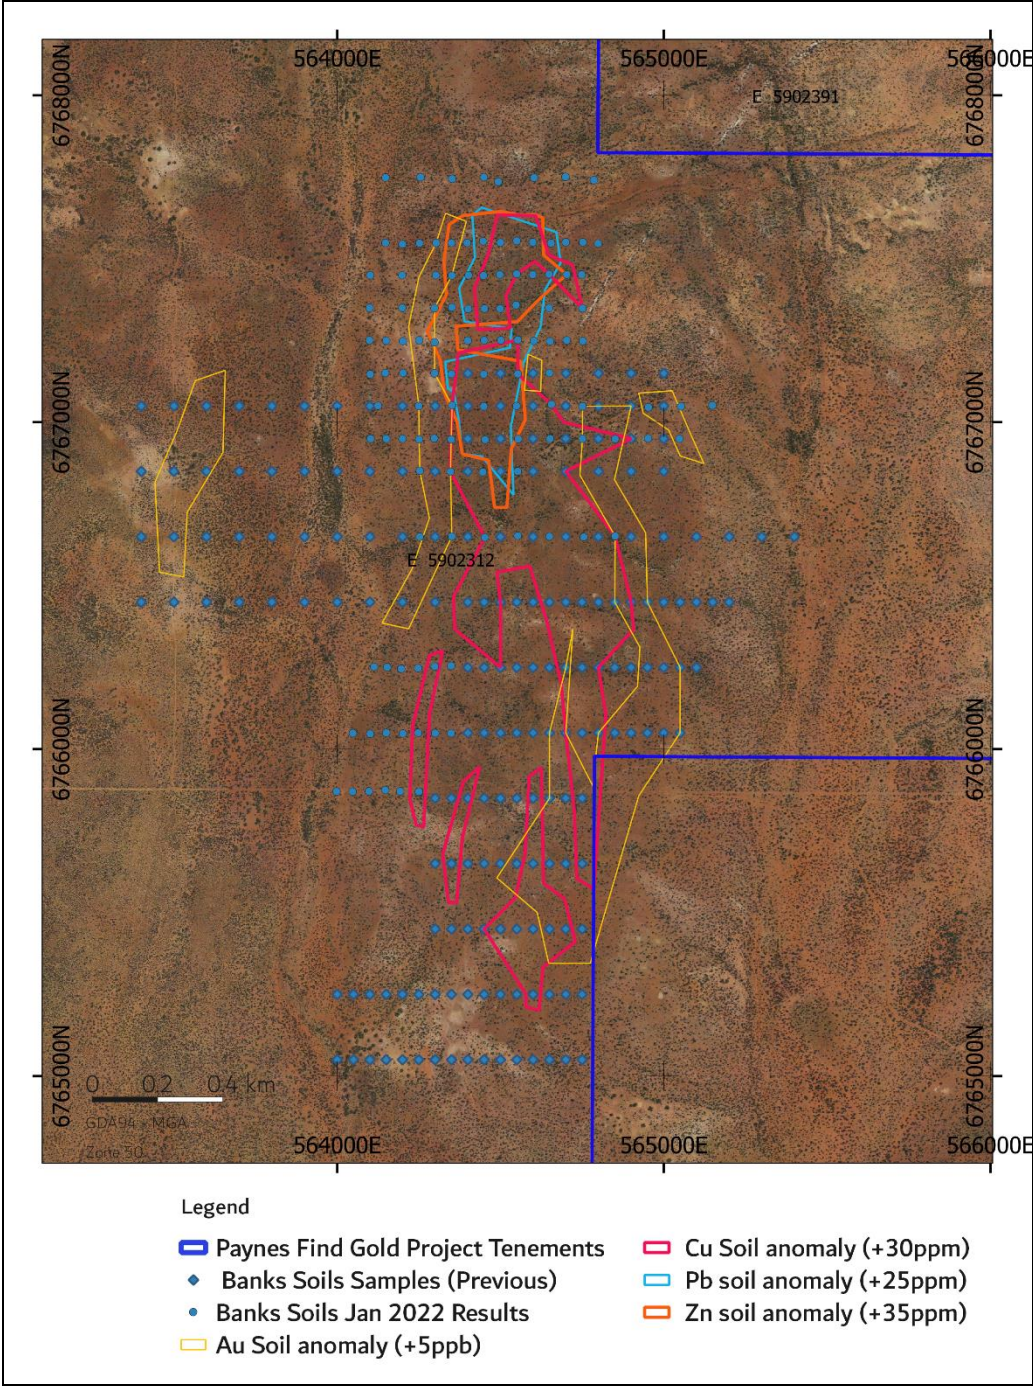 564000E 565000E 566000E
6768000N 6768000N
E 5902391
6767000N 6767000N
E 5902312
6766000N 6766000N
6765000N 6765000N
0 0.2 0.4 km
GDA94 - MGA
Zone 50
564000E 565000E 566000E
Legend
Paynes Find Gold Project Tenements
Banks Soils Samples (Previous)
Banks Soils Jan 2022 Results
Au Soil anomaly (+5ppb)
Cu Soil anomaly (+30ppm)
Pb soil anomaly (+25ppm)
Zn soil anomaly (+35ppm)